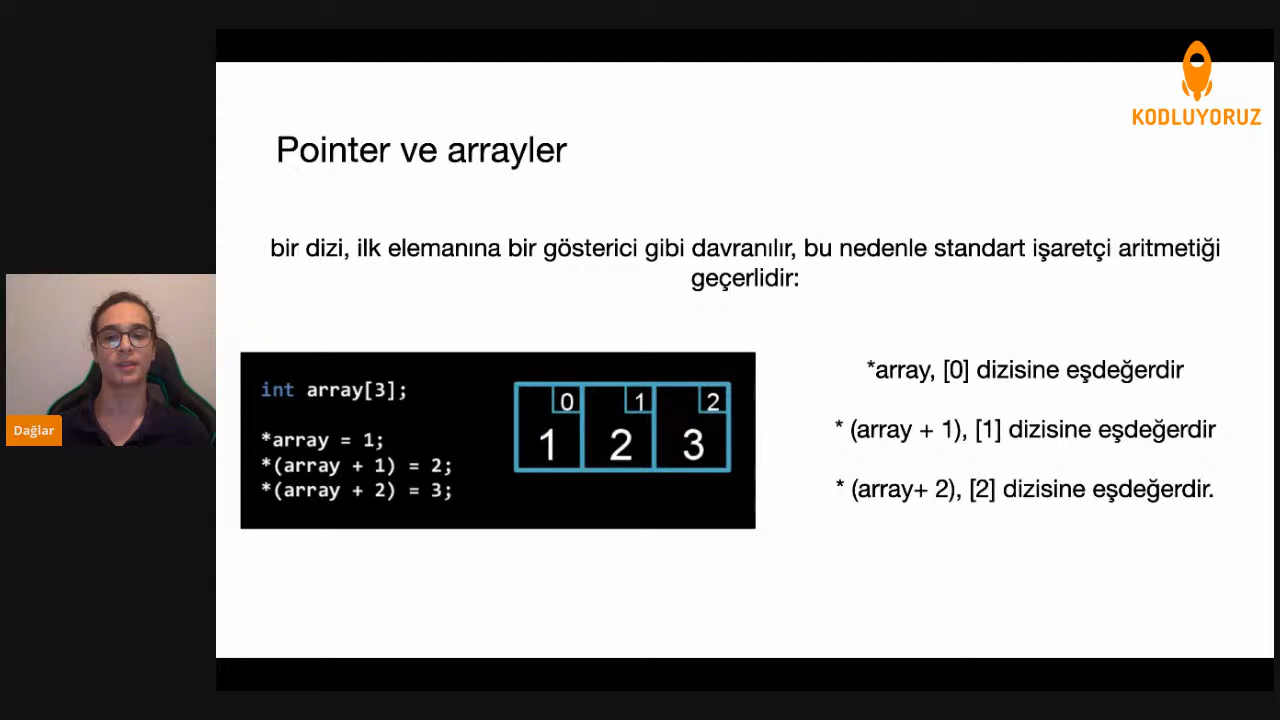 KODLUYORUZ
Pointer ve arrayler
bir dizi, ilk elemanına bir gösterici gibi davranılır, bu nedenle standart işaretçi aritmetiği
geçerlidir:
int array[3];
*array = 1;
*(array + 1) = 2;
*(array + 2) = 3;
0 1 2
1 2 3
*array, [0] dizisine eşdeğerdir
* (array + 1), [1] dizisine eşdeğerdir
* (array+ 2), [2] dizisine eşdeğerdir.
Dağlar